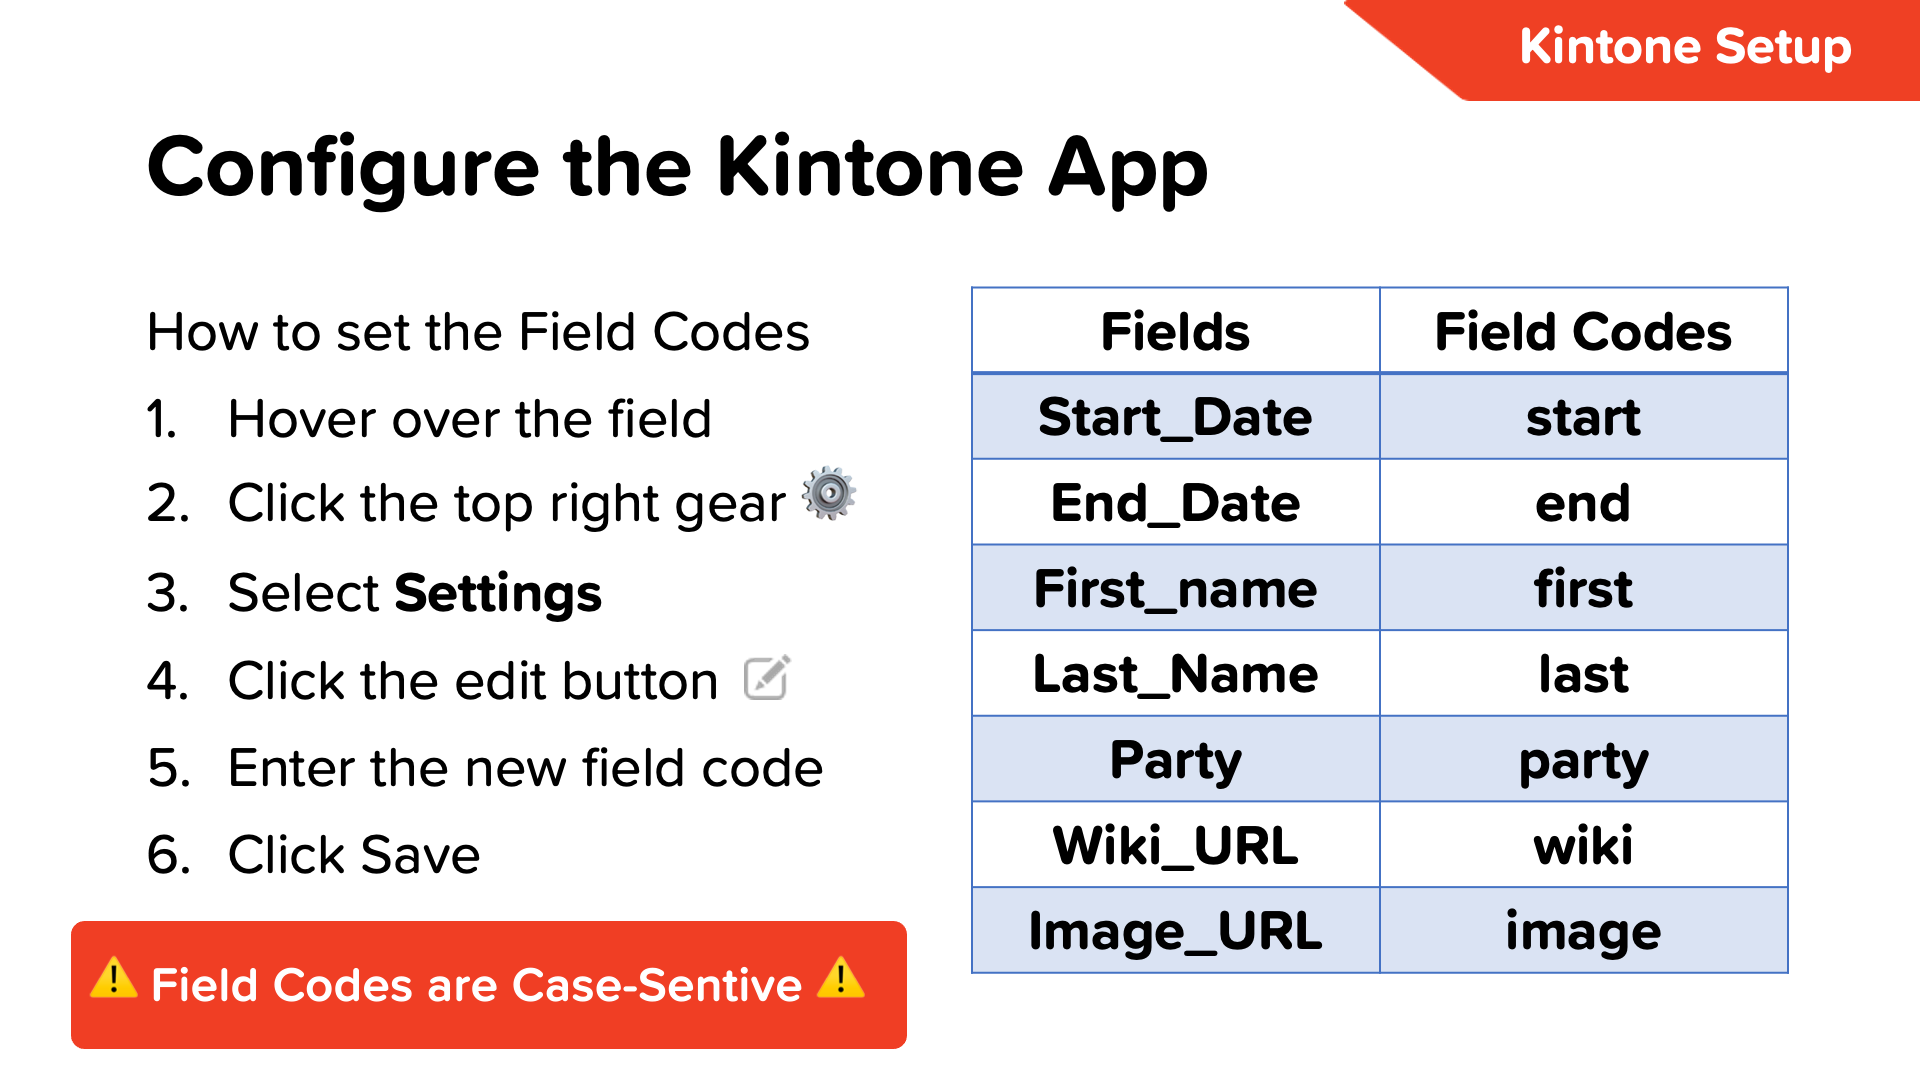 Kintone Setup
Configure the Kintone App
How to set the Field Codes
1. Hover over the field
2. Click the top right gear ⚙️
3. Select Settings
4. Click the edit button
5. Enter the new field code
6. Click Save
⚠️ Field Codes are Case-Sentive ⚠️
Fields Field Codes
Start_Date start
End_Date end
First_name first
Last_Name last
Party party
Wiki_URL wiki
Image_URL image